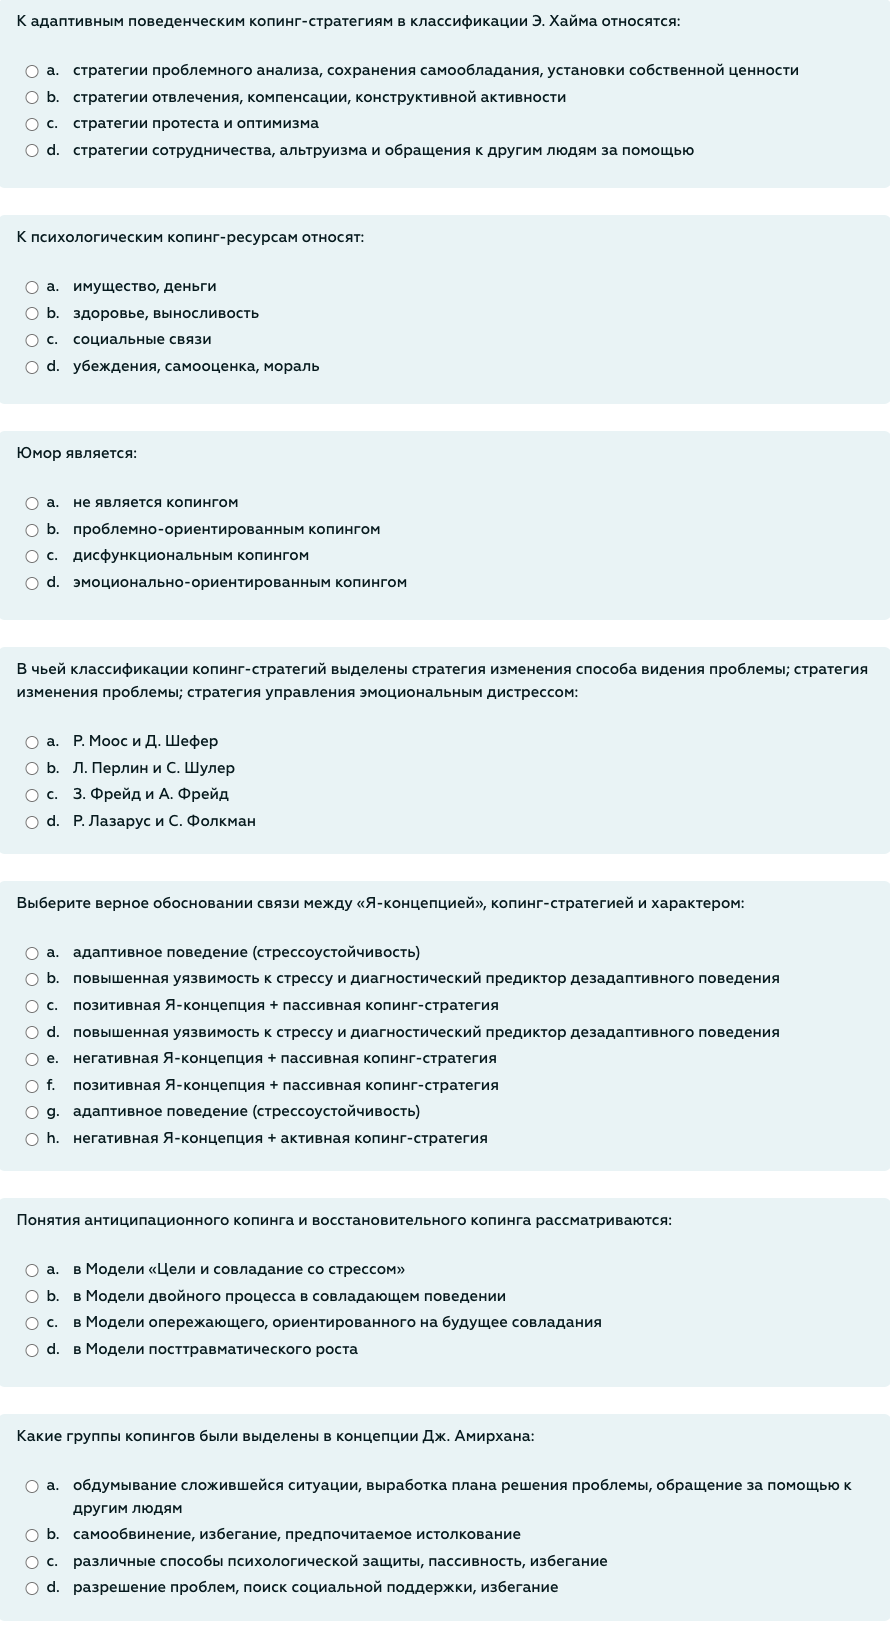 К адаптивным поведенческим копинг-стратегиям в классификации Э. Хайма относятся:
a. стратегии проблемного анализа, сохранения самообладания, установки собственной ценности
b. стратегии отвлечения, компенсации, конструктивной активности
c. стратегии протеста и оптимизма
d. стратегии сотрудничества, альтруизма и обращения к другим людям за помощью
К психологическим копинг-ресурсам относят:
a. имущество, деньги
b. здоровье, выносливость
c. социальные связи
d. убеждения, самооценка, мораль
Юмор является:
a. не является копингом
b. проблемно-ориентированным копингом
c. дисфункциональным копингом
d. эмоционально-ориентированным копингом
В чьей классификации копинг-стратегий выделены стратегия изменения способа видения проблемы; стратегия
изменения проблемы; стратегия управления эмоциональным дистрессом:
a. Р. Моос и Д. Шефер
b. Л. Перлин и С. Шулер
c. З. Фрейд и А. Фрейд
d. Р. Лазарус и С. Фолкман
Выберите верное обосновании связи между «Я-концепцией», копинг-стратегией и характером:
a. адаптивное поведение (стрессоустойчивость)
b. повышенная уязвимость к стрессу и диагностический предиктор дезадаптивного поведения
c. позитивная Я-концепция + пассивная копинг-стратегия
d. повышенная уязвимость к стрессу и диагностический предиктор дезадаптивного поведения
e. негативная Я-концепция + пассивная копинг-стратегия
f. позитивная Я-концепция + пассивная копинг-стратегия
g. адаптивное поведение (стрессоустойчивость)
h. негативная Я-концепция + активная копинг-стратегия
Понятия антиципационного копинга и восстановительного копинга рассматриваются:
a. в Модели «Цели и совладание со стрессом»
b. в Модели двойного процесса в совладающем поведении
c. в Модели опережающего, ориентированного на будущее совладания
d. в Модели посттравматического роста
Какие группы копингов были выделены в концепции Дж. Амирхана:
a. обдумывание сложившейся ситуации, выработка плана решения проблемы, обращение за помощью к
другим людям
b. самообвинение, избегание, предпочитаемое истолкование
c. различные способы психологической защиты, пассивность, избегание
d. разрешение проблем, поиск социальной поддержки, избегание